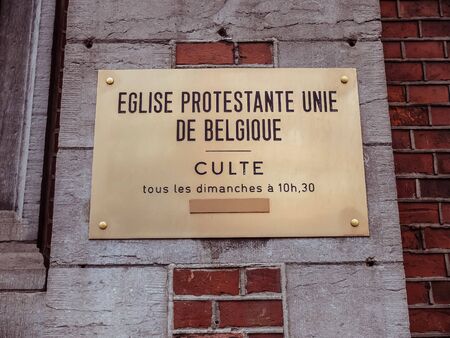 EGLISE PROTESTANTE UNIE
DE BELGIQUE
CULTE
tous les dimanches à 10h,30